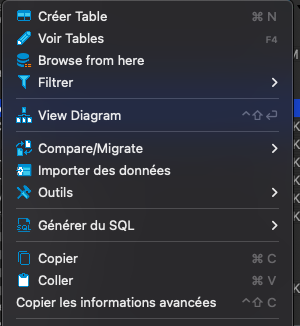 Créer Table ⌘ N
Voir Tables F4
Browse from here
Filtrer
View Diagram ⌃⇧⏎
Compare/Migrate
Importer des données
Outils
Générer du SQL
Copier ⌘ C
Coller ⌘ V
Copier les informations avancées ⌃⇧ C